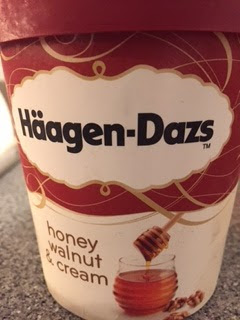 Häagen-Dazs
TM
honey
walnut
& cream